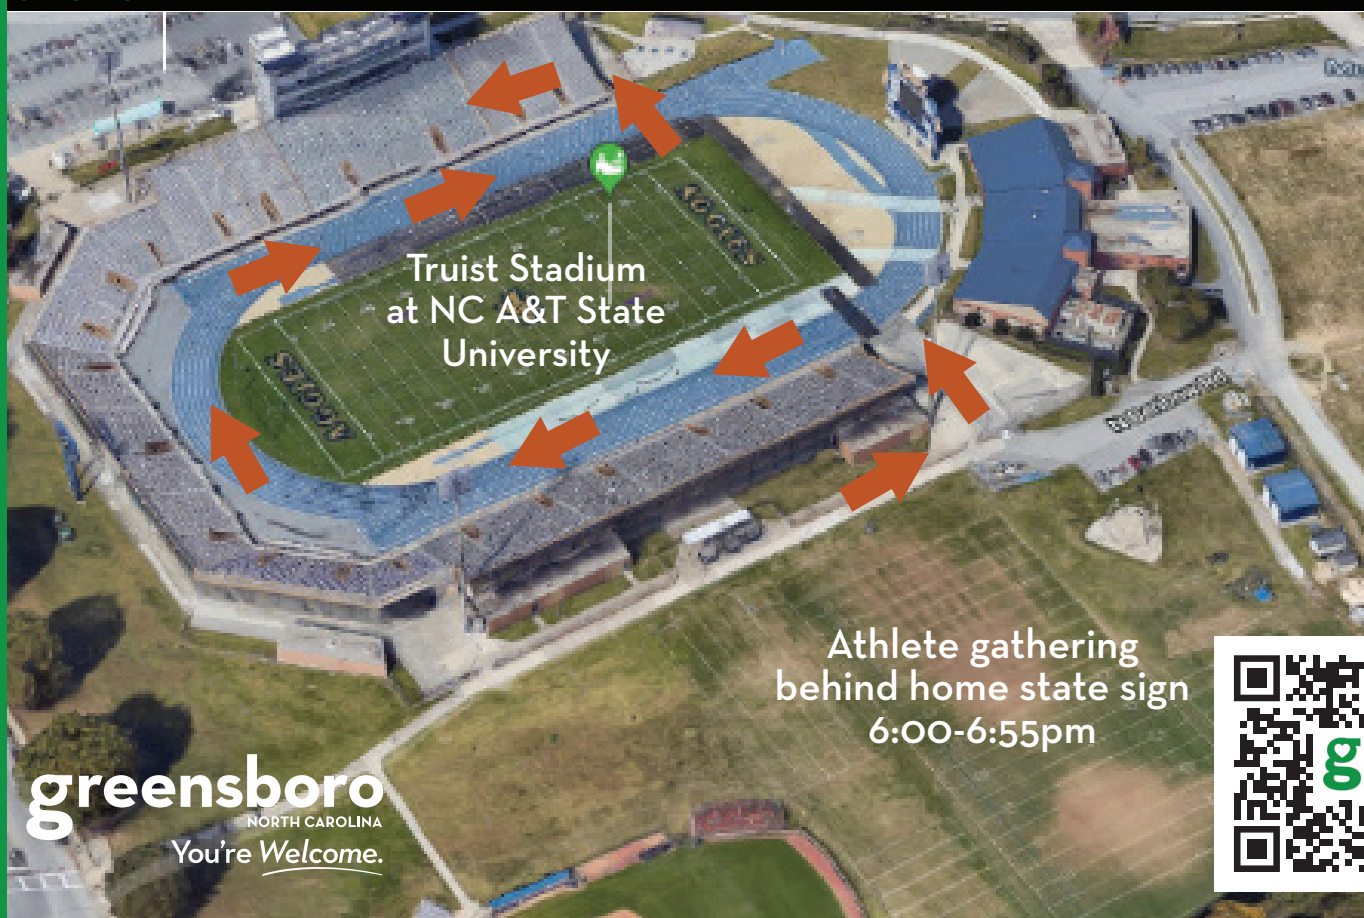 AGGIES
Truist Stadium
at NC A&T State
University
AGGIES
Athlete gathering
behind home state sign
6:00-6:55pm
greensboro
NORTH CAROLINA
You're Welcome.
g